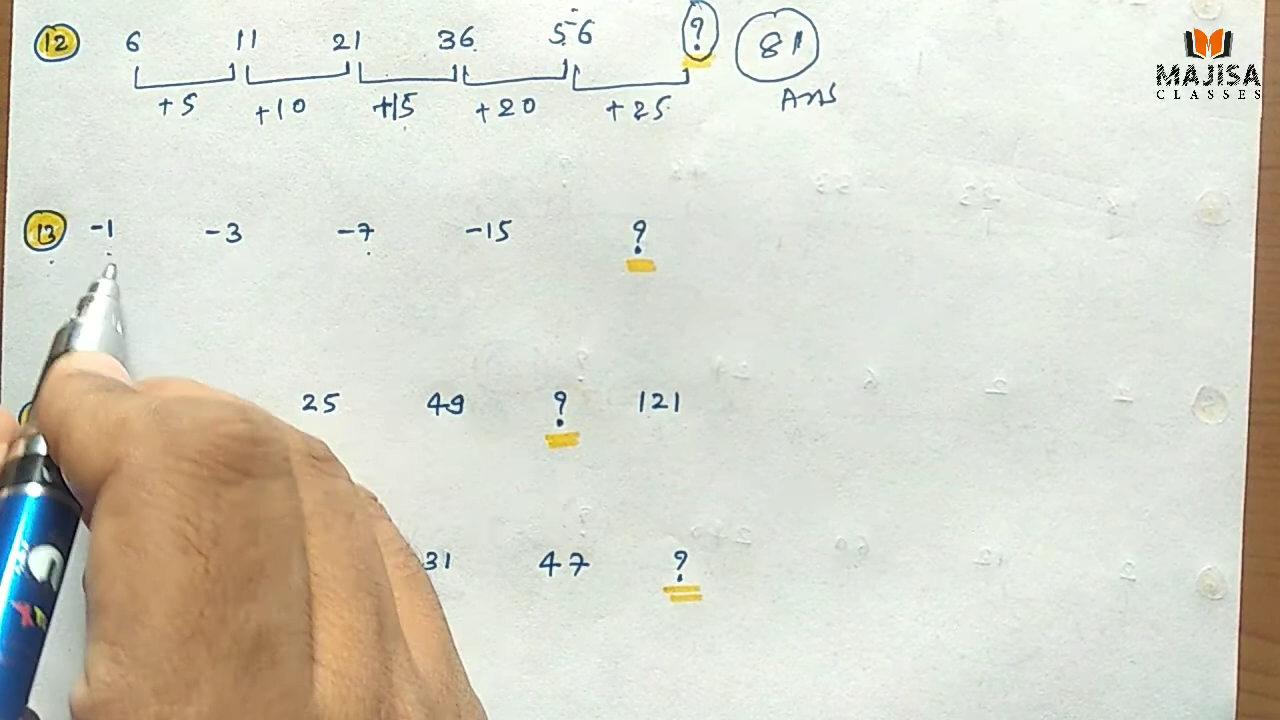 12 6 11 21 36 56 ? 81
+5 +10 +15 +20 +25 Ans
MAJISA
CLASSES
13 -1 -3 -7 -15 ?
25 49 ? 121
31 47 ?